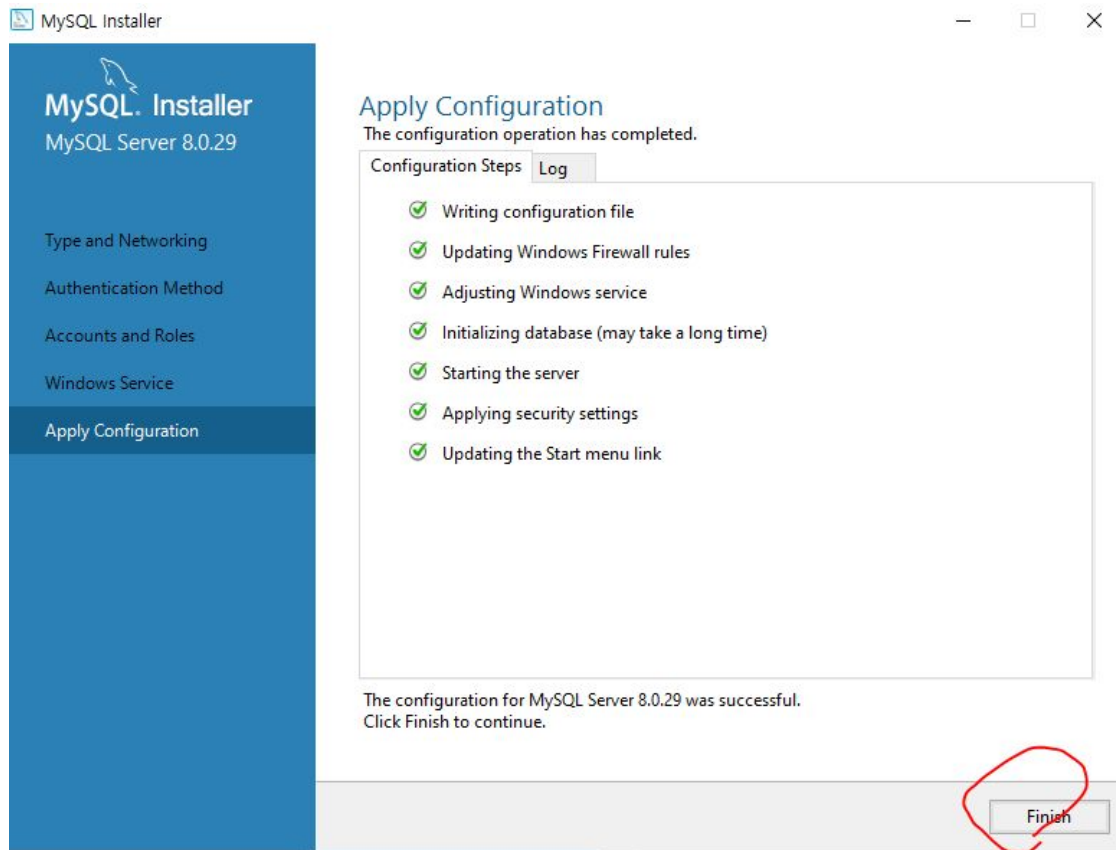 MySQL Installer
MySQL. Installer
MySQL Server 8.0.29
Type and Networking
Authentication Method
Accounts and Roles
Windows Service
Apply Configuration
Apply Configuration
The configuration operation has completed.
Configuration Steps Log
Writing configuration file
Updating Windows Firewall rules
Adjusting Windows service
Initializing database (may take a long time)
Starting the server
Applying security settings
Updating the Start menu link
The configuration for MySQL Server 8.0.29 was successful.
Click Finish to continue.
Finish